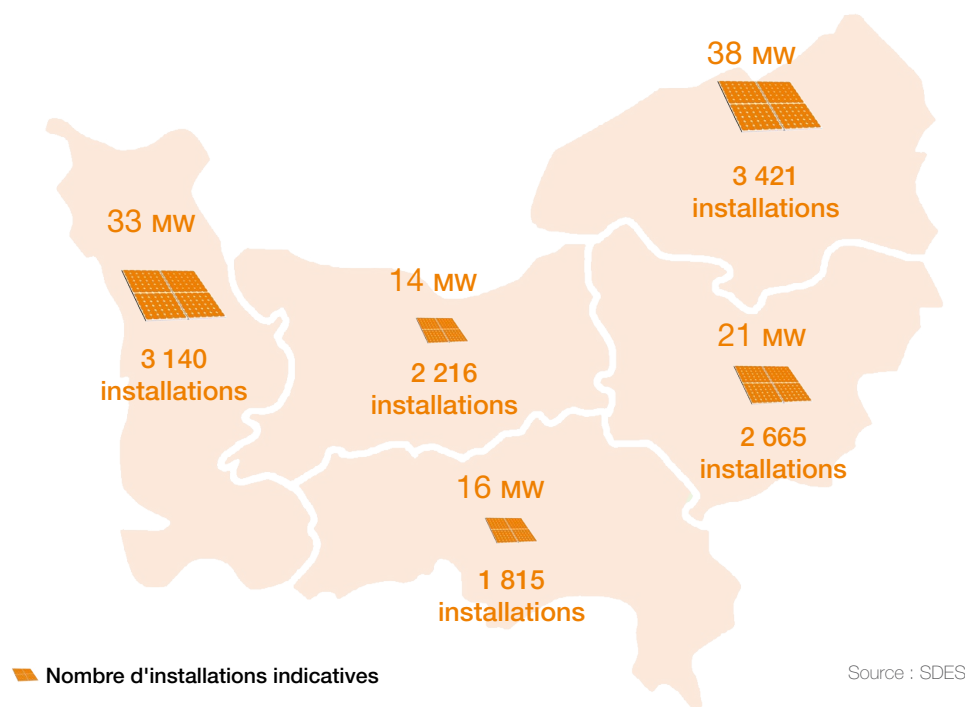 38 MW
3 421
installations
33 MW
3 140
installations
14 MW
2 216
installations
21 MW
2 665
installations
16 MW
1 815
installations
Nombre d'installations indicatives
Source : SDES